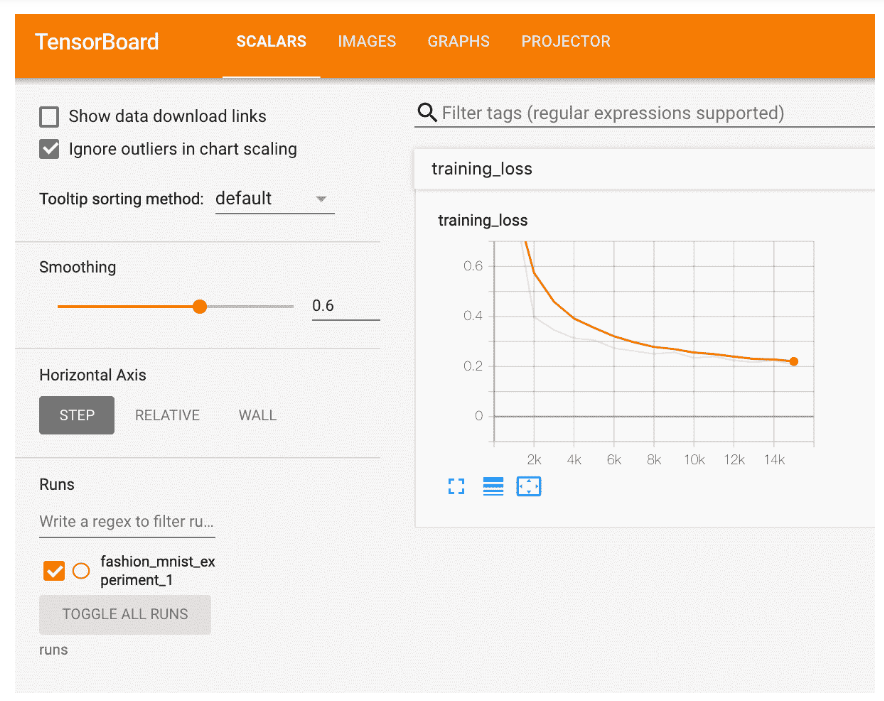 TensorBoard
SCALARS IMAGES GRAPHS PROJECTOR
Show data download links
Ignore outliers in chart scaling
Tooltip sorting method: default
Smoothing
0.6
Horizontal Axis
STEP RELATIVE WALL
Runs
Write a regex to filter ru...
fashion_mnist_ex
periment_1
TOGGLE ALL RUNS
runs
Filter tags (regular expressions supported)
training_loss
training_loss
0.6
0.4
0.2
0
2k 4k 6k 8k 10k 12k 14k